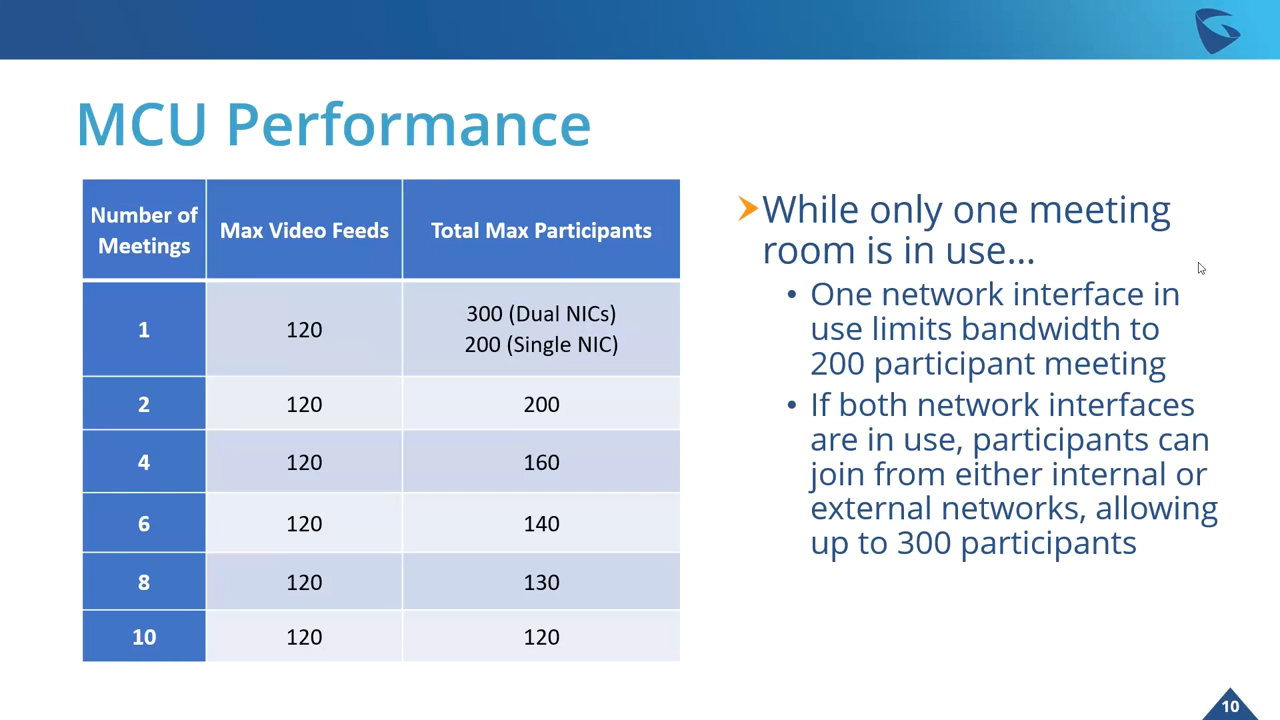 MCU Performance
Number of
Meetings
Max Video Feeds
Total Max Participants
1
120
300 (Dual NICs)
200 (Single NIC)
2
120
200
4
120
160
6
120
140
8
120
130
10
120
120
While only one meeting
room is in use...
• One network interface in
use limits bandwidth to
200 participant meeting
• If both network interfaces
are in use, participants can
join from either internal or
external networks, allowing
up to 300 participants
10